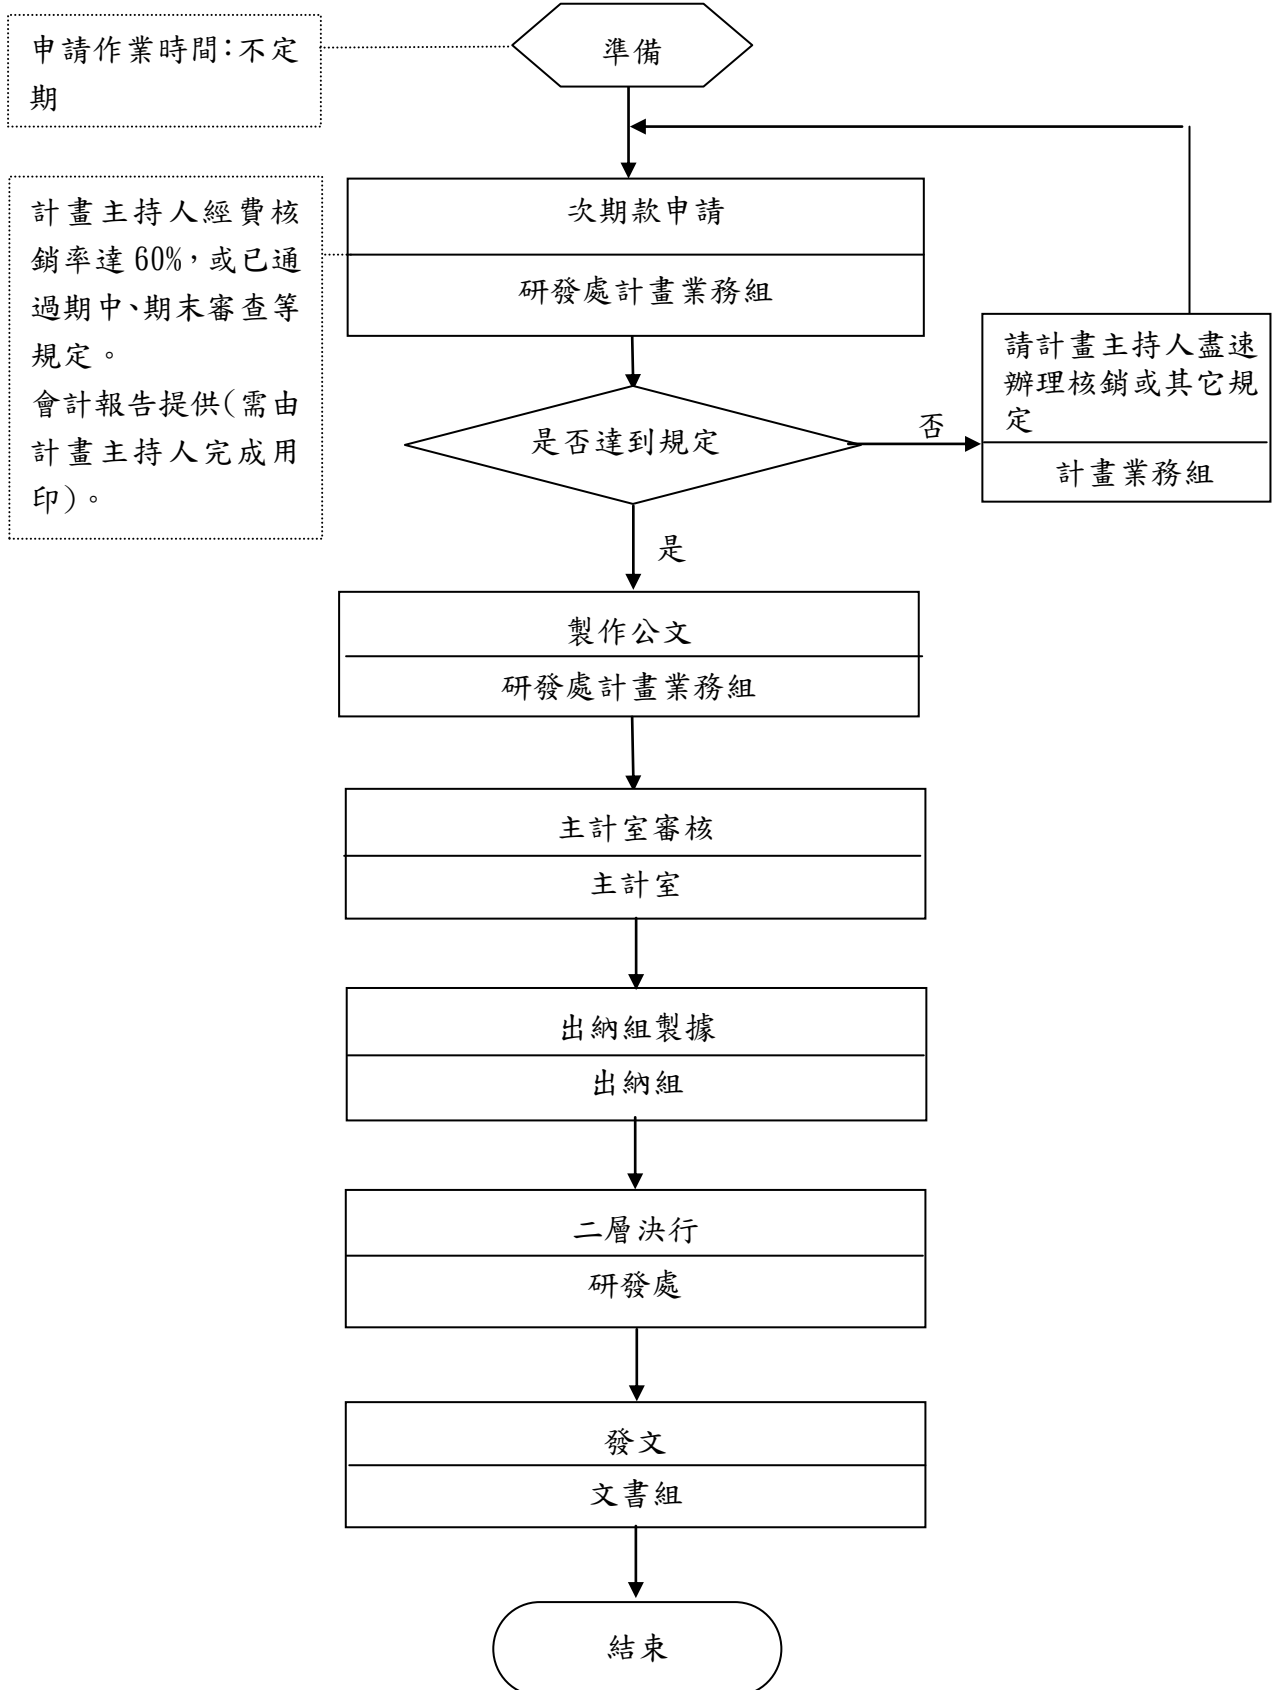 申請作業時間：不定
期
準備
計畫主持人經費核
銷率達60%，或已通
過期中、期末審查等
規定。
會計報告提供(需由
計畫主持人完成用
印)。
次期款申請
研發處計畫業務組
是否達到規定
否
請計畫主持人盡速
辦理核銷或其它規
定
計畫業務組
是
製作公文
研發處計畫業務組
主計室審核
主計室
出納組製據
出納組
二層決行
研發處
發文
文書組
結束